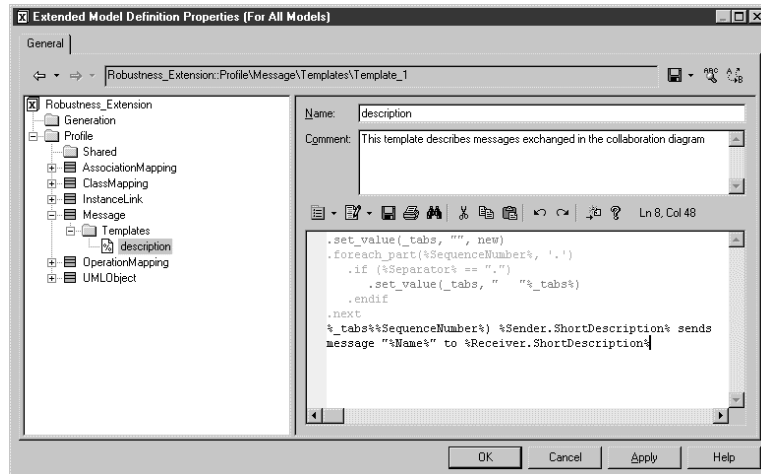 Extended Model Definition Properties (For All Models)
General
Robustness_Extension::Profile\Message\Templates\Template_1
Robustness_Extension
Generation
Profile
Shared
AssociationMapping
ClassMapping
InstanceLink
Message
Templates
description
OperationMapping
UMLObject
Name: description
Comment: This template describes messages exchanged in the collaboration diagram
Ln 8, Col 48
.set_value(_tabs, "", new)
.foreach_part(%SequenceNumber%, '.')
.if (%Separator% == ".")
.set_value(_tabs, "   "%_tabs%)
.endif
.next
%_tabs%%SequenceNumber%) %Sender.ShortDescription% sends
message "%Name%" to %Receiver.ShortDescription%
OK Cancel Apply Help